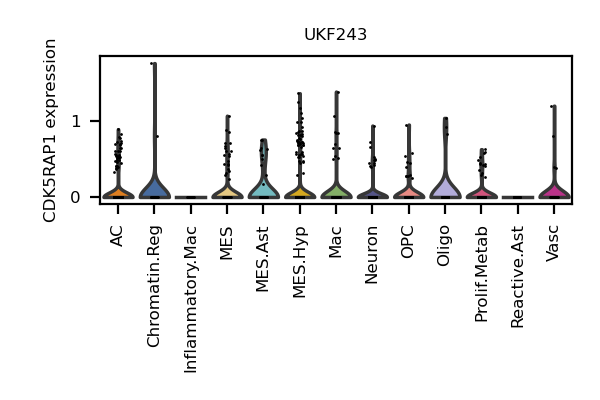 UKF243
CDK5RAP1 expression
1
0
AC
Chromatin.Reg
Inflammatory.Mac
MES
MES.Ast
MES.Hyp
Mac
Neuron
OPC
Oligo
Prolif.Metab
Reactive.Ast
Vasc